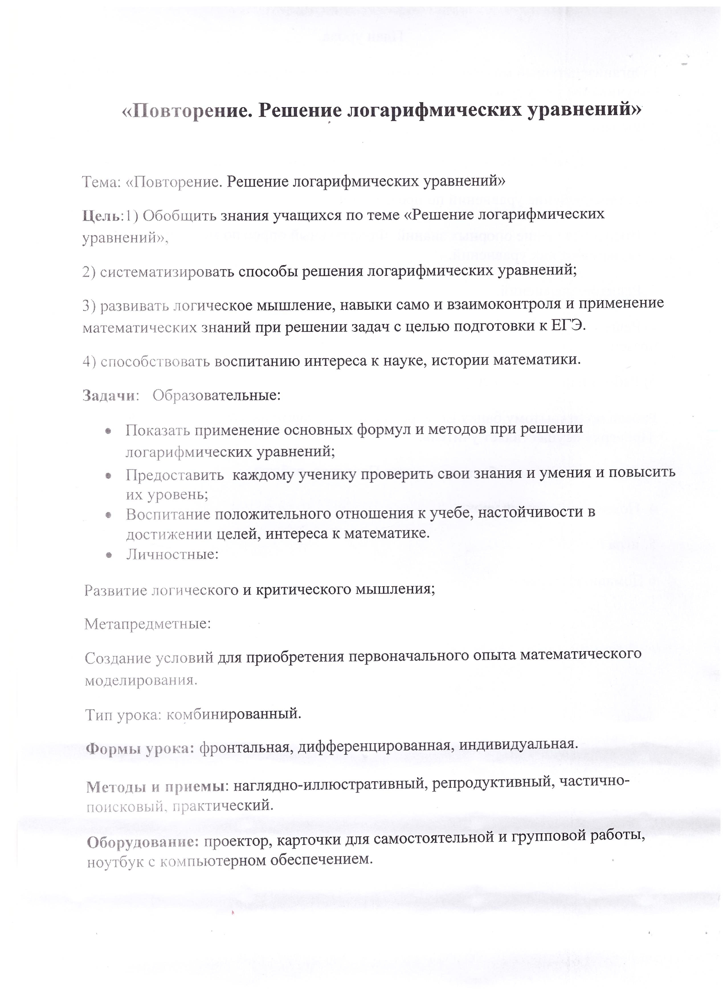 «Повторение. Решение логарифмических уравнений»
Тема: «Повторение. Решение логарифмических уравнений»
Цель:1) Обобщить знания учащихся по теме «Решение логарифмических
уравнений»,
2) систематизировать способы решения логарифмических уравнений;
3) развивать логическое мышление, навыки само и взаимоконтроля и применение
математических знаний при решении задач с целью подготовки к ЕГЭ.
4) способствовать воспитанию интереса к науке, истории математики.
Задачи: Образовательные:
• Показать применение основных формул и методов при решении
логарифмических уравнений;
• Предоставить каждому ученику проверить свои знания и умения и повысить
их уровень;
• Воспитание положительного отношения к учебе, настойчивости в
достижении целей, интереса к математике.
• Личностные:
Развитие логического и критического мышления;
Метапредметные:
Создание условий для приобретения первоначального опыта математического
моделирования.
Тип урока: комбинированный.
Формы урока: фронтальная, дифференцированная, индивидуальная.
Методы и приемы: наглядно-иллюстративный, репродуктивный, частично-
поисковый, практический.
Оборудование: проектор, карточки для самостоятельной и групповой работы,
ноутбук с компьютерном обеспечением.